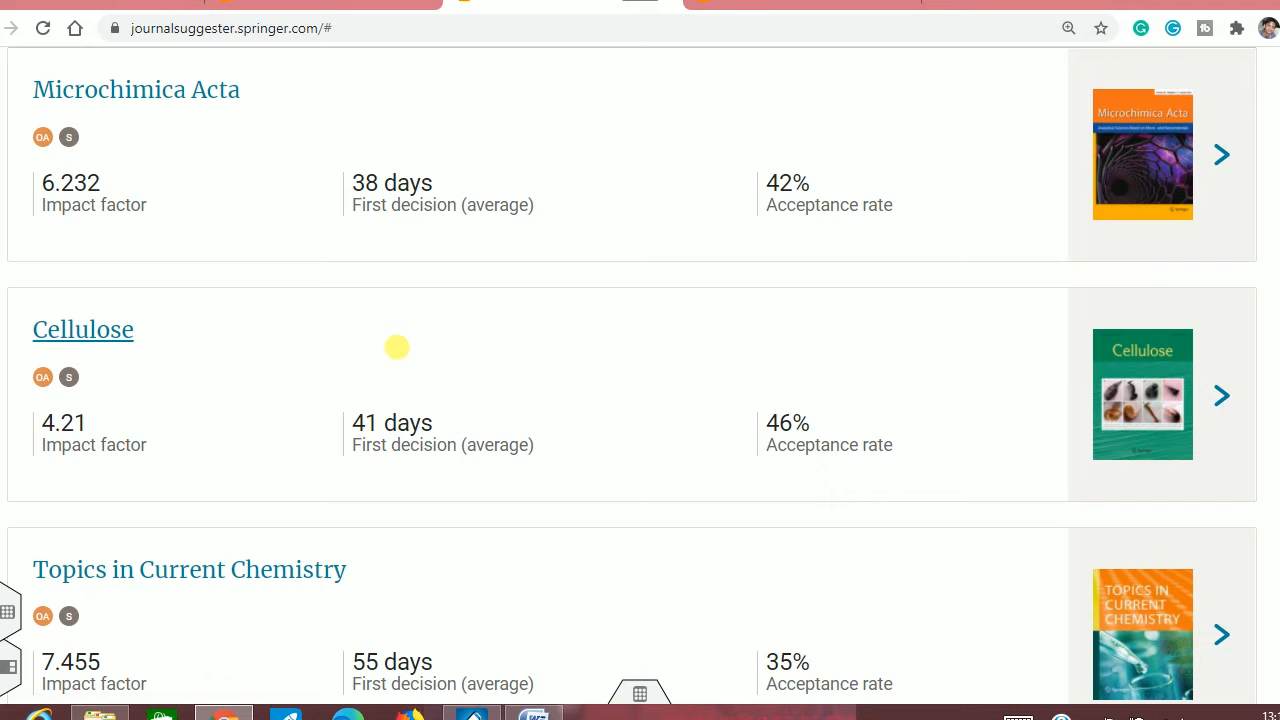 journalsuggester.springer.com/#
Microchimica Acta
OA S
6.232 38 days 42%
Impact factor First decision (average) Acceptance rate
Microchimica Acta
Cellulose
OA S
4.21 41 days 46%
Impact factor First decision (average) Acceptance rate
Cellulose
Topics in Current Chemistry
OA S
7.455 55 days 35%
Impact factor First decision (average) Acceptance rate
TOPICS IN
CURRENT
CHEMISTRY